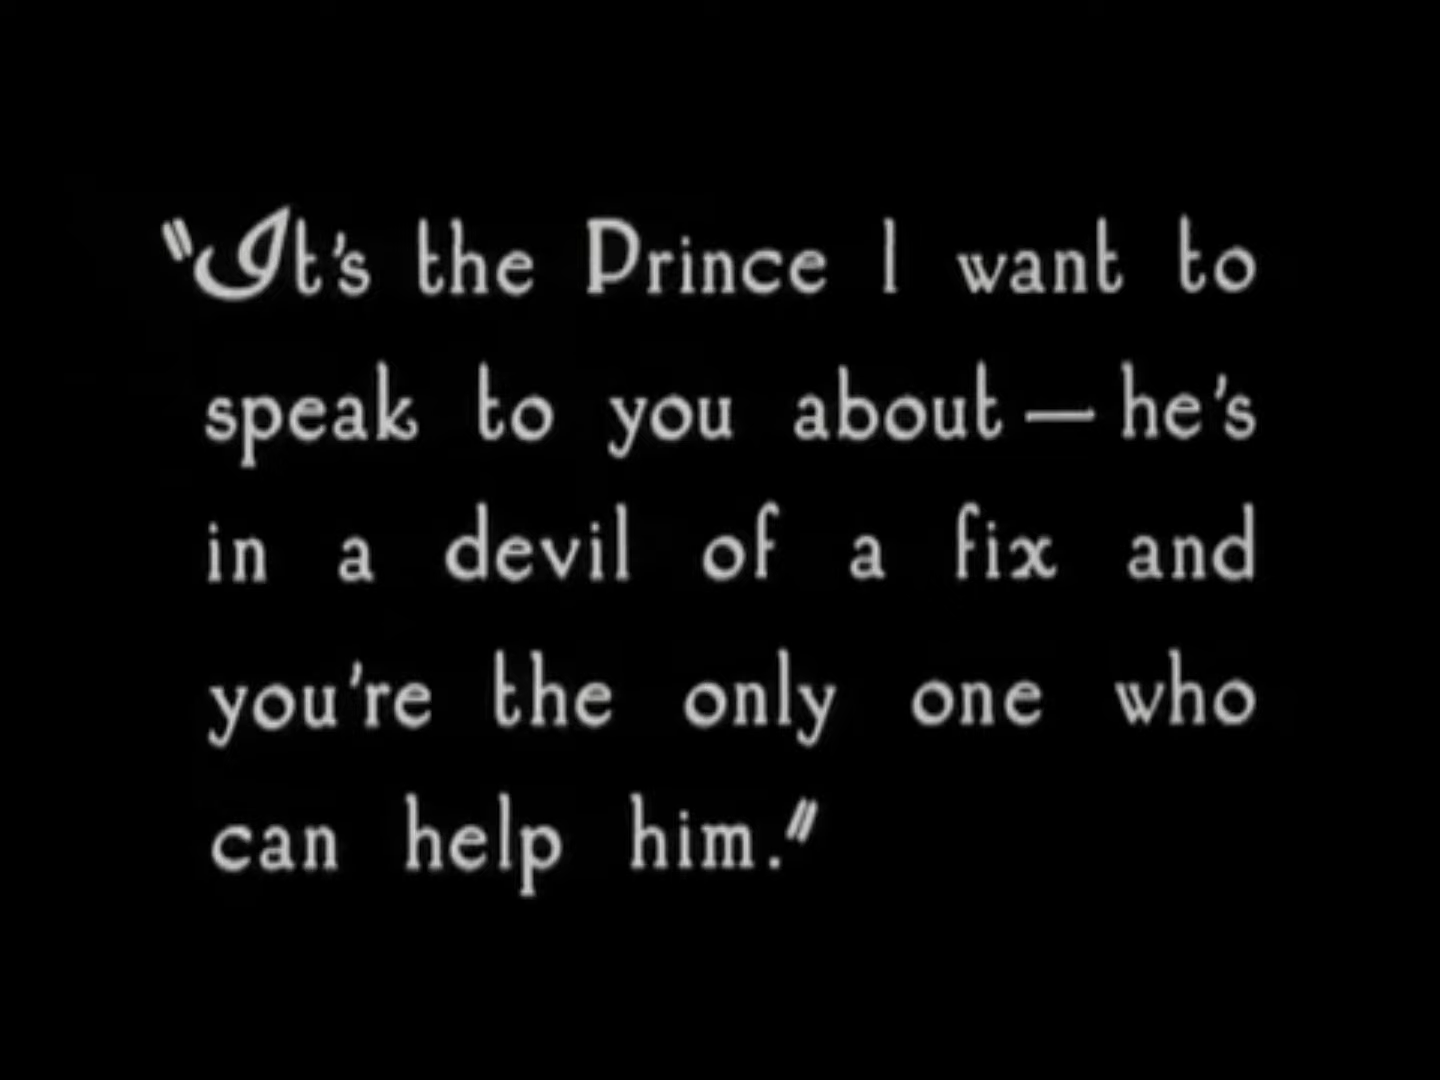 "It's the Prince I want to
speak to you about — he's
in a devil of a fix and
you're the only one who
can help him."